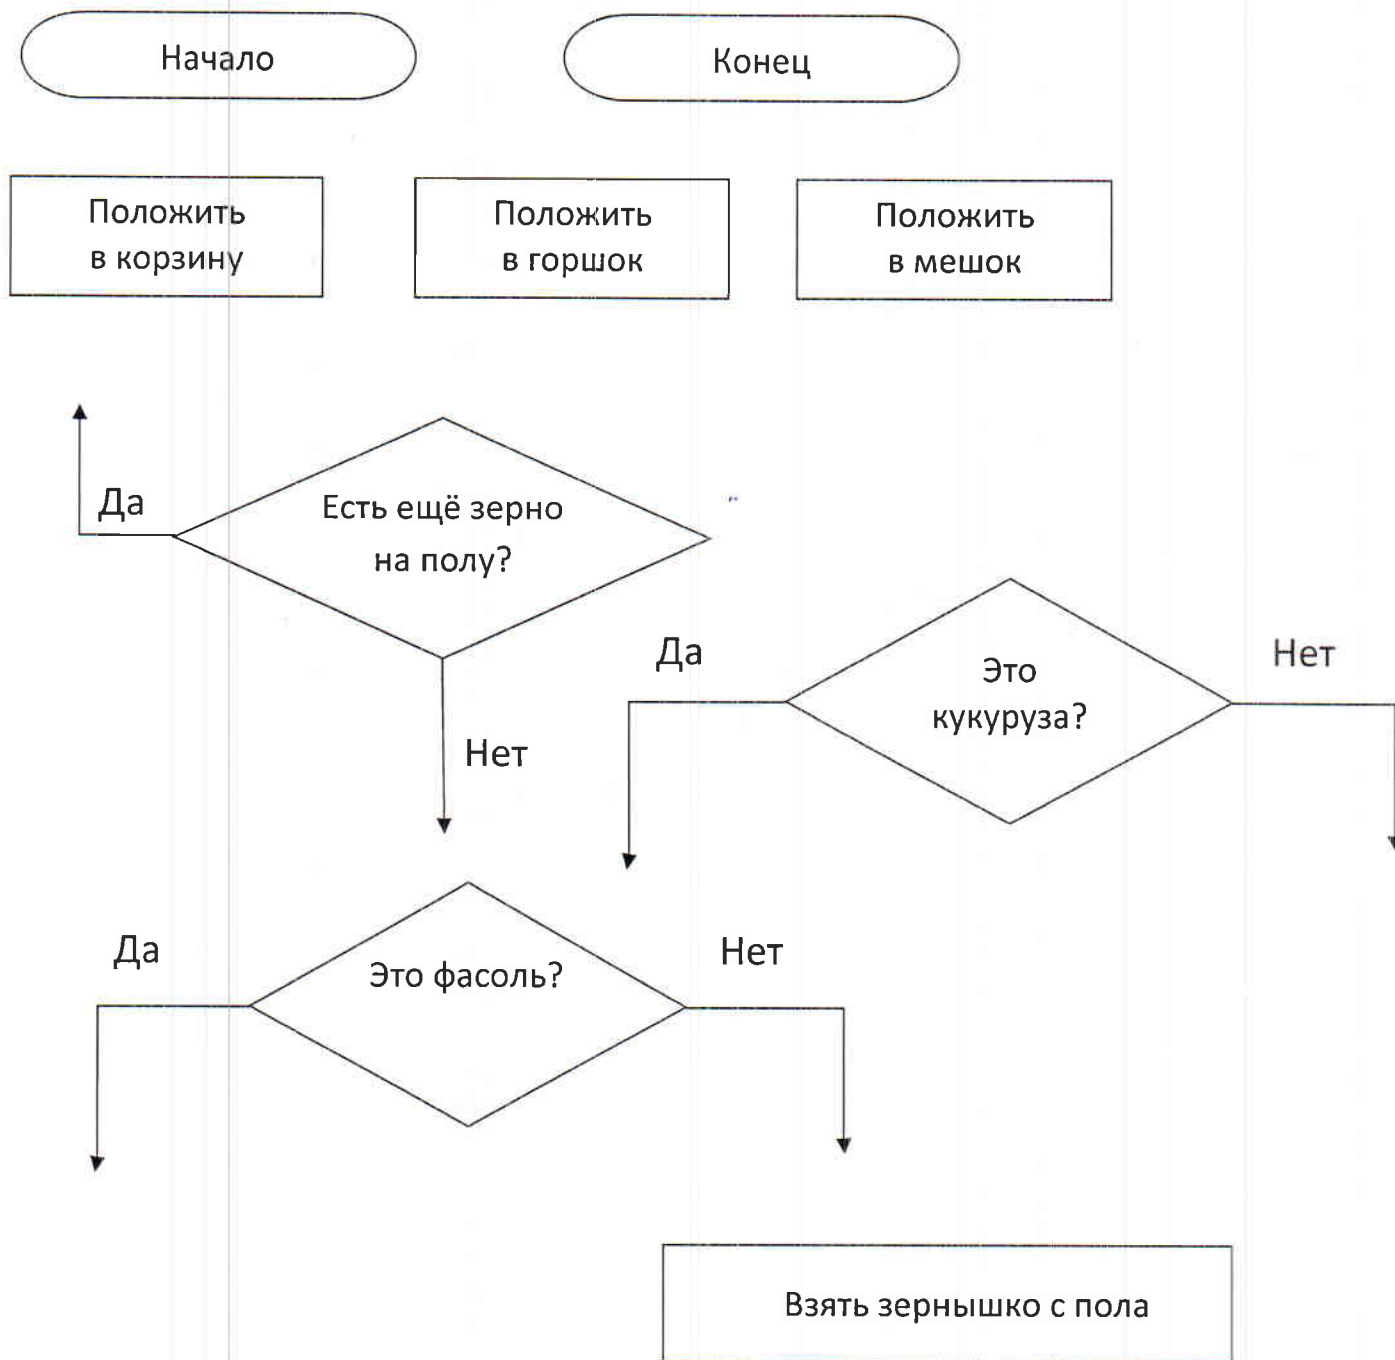 Начало
Конец
Положить
в корзину
Положить
в горшок
Положить
в мешок
Да
Есть ещё зерно
на полу?
Нет
Да
Это
кукуруза?
Нет
Да
Это фасоль?
Нет
Взять зернышко с пола